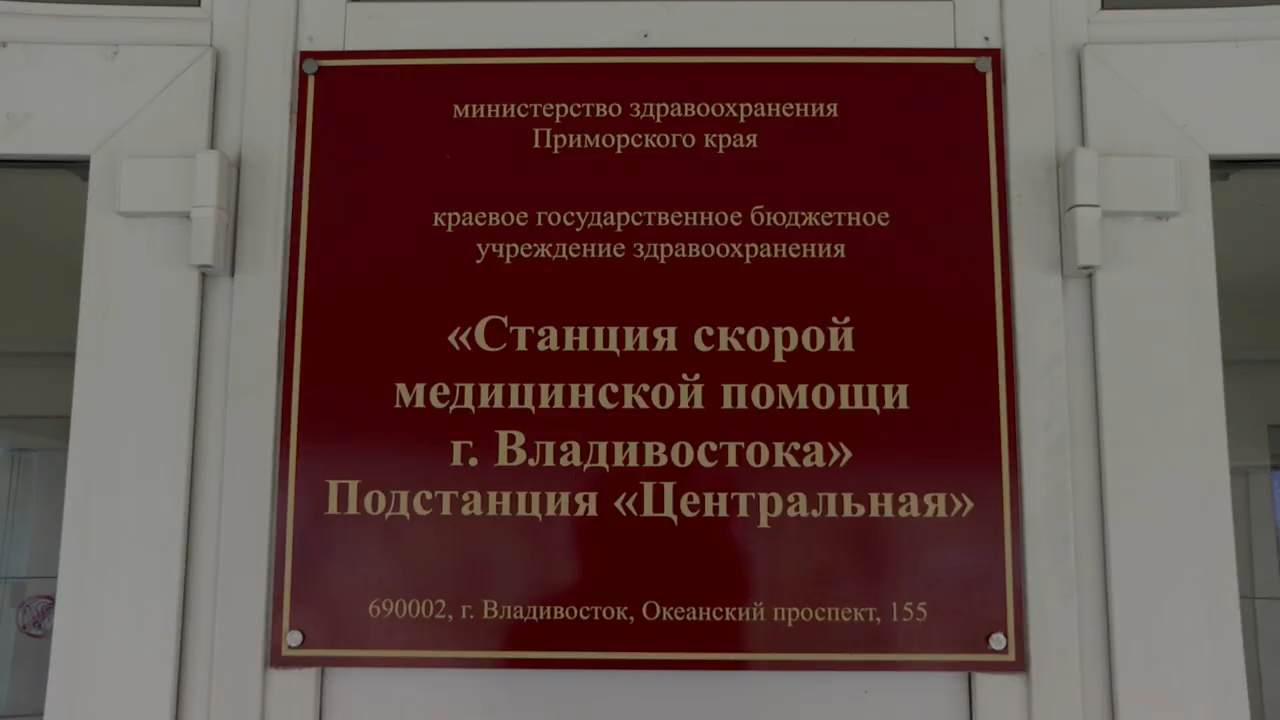 министерство здравоохранения
Приморского края
краевое государственное бюджетное
учреждение здравоохранения
«Станция скорой
медицинской помощи
г. Владивостока»
Подстанция «Центральная»
690002, г. Владивосток, Океанский проспект, 155